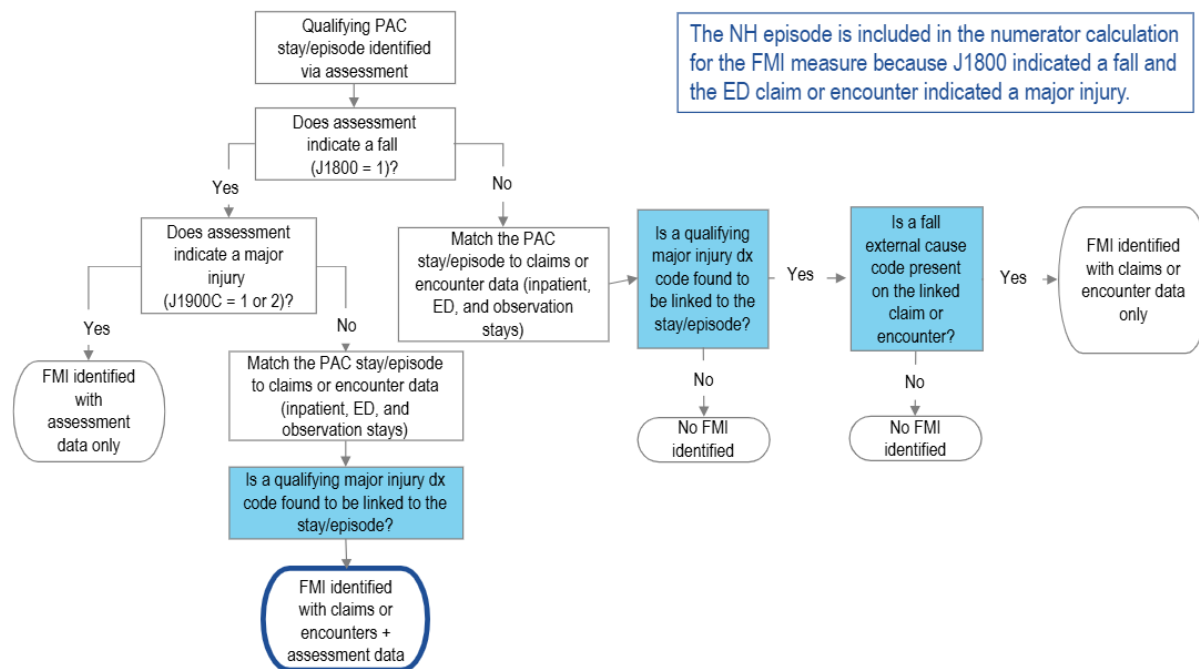 Qualifying PAC
stay/episode identified
via assessment
The NH episode is included in the numerator calculation
for the FMI measure because J1800 indicated a fall and
the ED claim or encounter indicated a major injury.
Does assessment
indicate a fall
(J1800 = 1)?
Yes
No
Does assessment
indicate a major
injury
(J1900C = 1 or 2)?
Match the PAC
stay/episode to claims or
encounter data (inpatient,
ED, and observation
stays)
Is a qualifying
major injury dx
code found to
be linked to the
stay/episode?
Yes
Is a fall
external cause
code present
on the linked
claim or
encounter?
Yes
FMI identified
with claims or
encounter data
only
Yes
No
No
No
FMI identified
with
assessment
data only
Match the PAC stay/episode
to claims or encounter data
(inpatient, ED, and
observation stays)
No FMI
identified
No FMI
identified
Is a qualifying major injury dx
code found to be linked to the
stay/episode?
FMI identified
with claims or
encounters +
assessment data